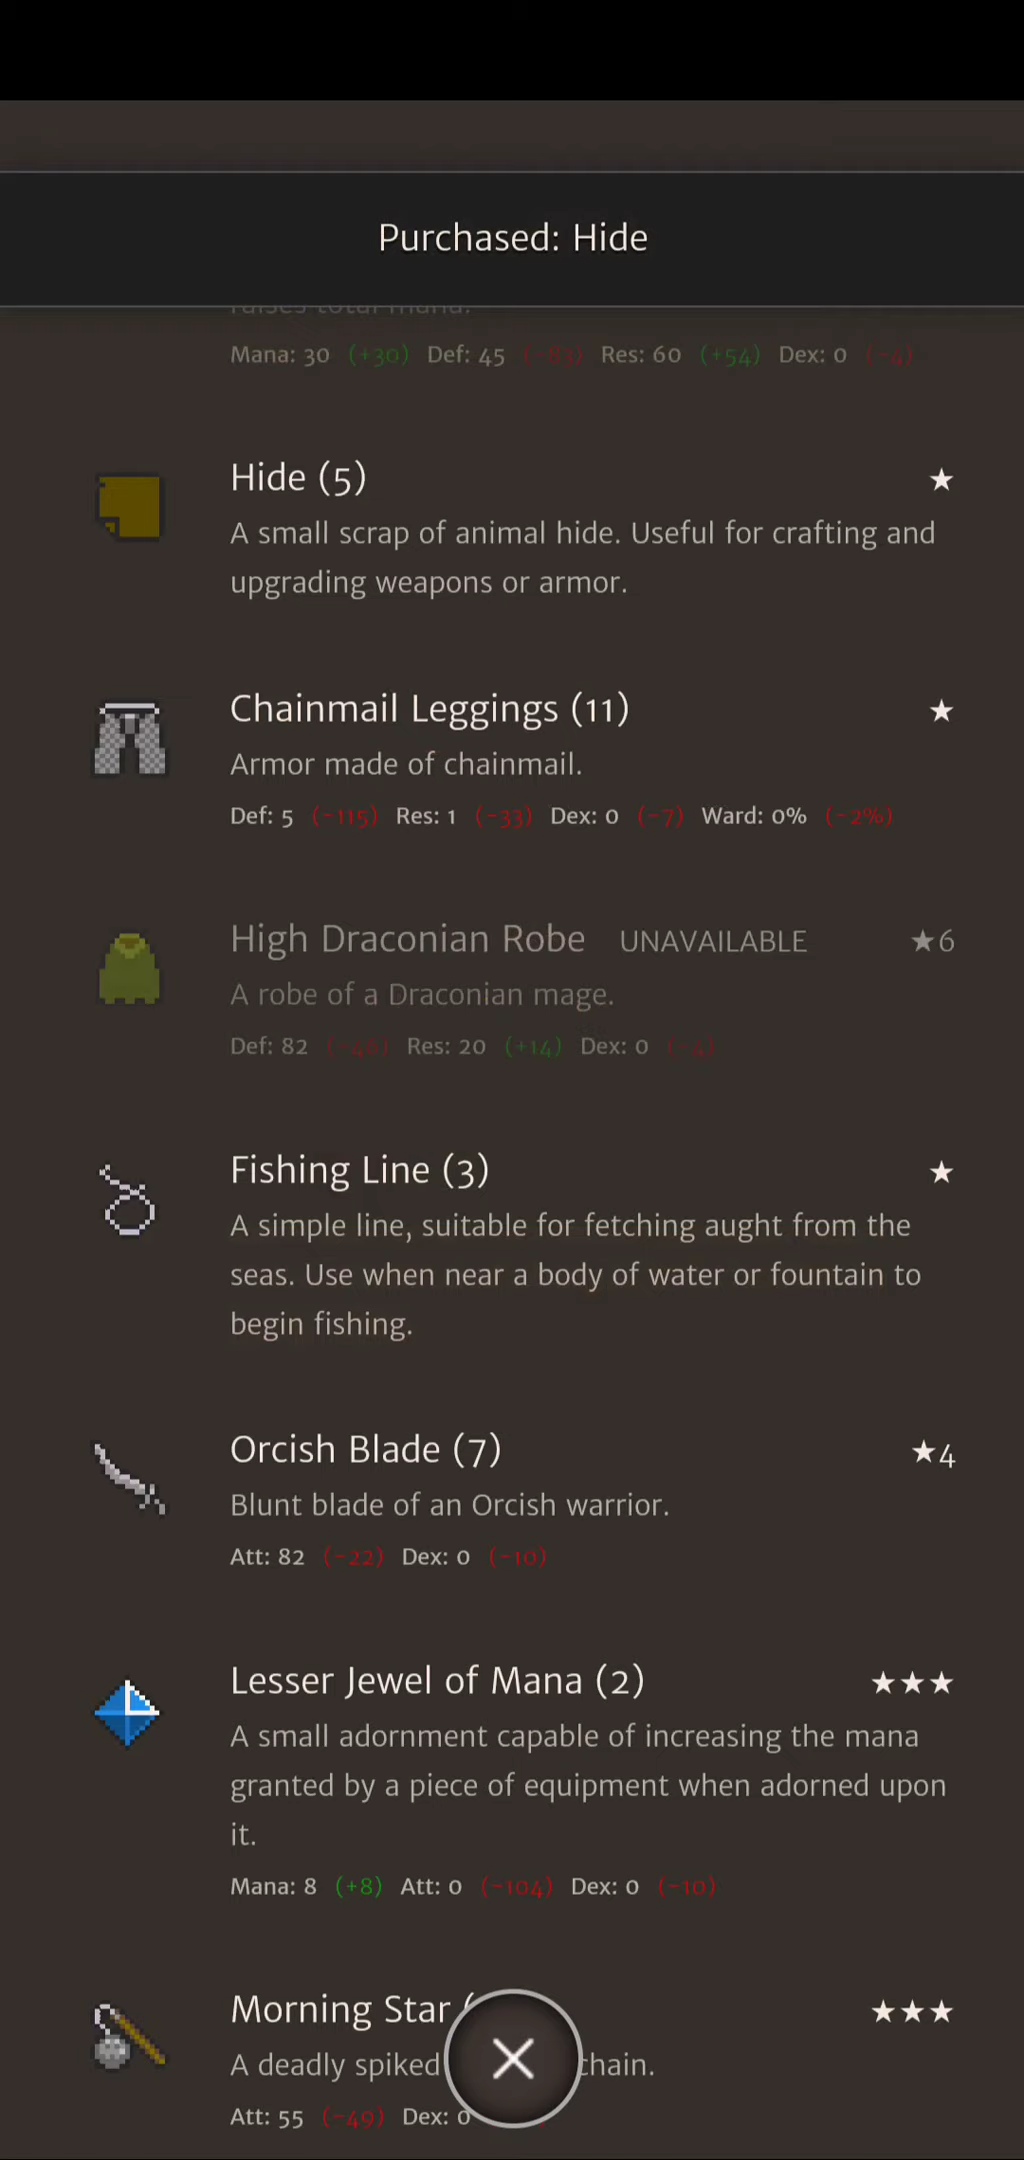 Purchased: Hide
raises total mana.
Mana: 30 (+30) Def: 45 (-83) Res: 60 (+54) Dex: 0 (-4)
Hide (5) ★
A small scrap of animal hide. Useful for crafting and
upgrading weapons or armor.
Chainmail Leggings (11) ★
Armor made of chainmail.
Def: 5 (-115) Res: 1 (-33) Dex: 0 (-7) Ward: 0% (-2%)
High Draconian Robe UNAVAILABLE ★6
A robe of a Draconian mage.
Def: 82 (-46) Res: 20 (+14) Dex: 0 (-4)
Fishing Line (3) ★
A simple line, suitable for fetching aught from the
seas. Use when near a body of water or fountain to
begin fishing.
Orcish Blade (7) ★4
Blunt blade of an Orcish warrior.
Att: 82 (-22) Dex: 0 (-10)
Lesser Jewel of Mana (2) ★★★
A small adornment capable of increasing the mana
granted by a piece of equipment when adorned upon
it.
Mana: 8 (+8) Att: 0 (-104) Dex: 0 (-10)
Morning Star ★★★
A deadly spiked chain.
Att: 55 (-49) Dex: 0